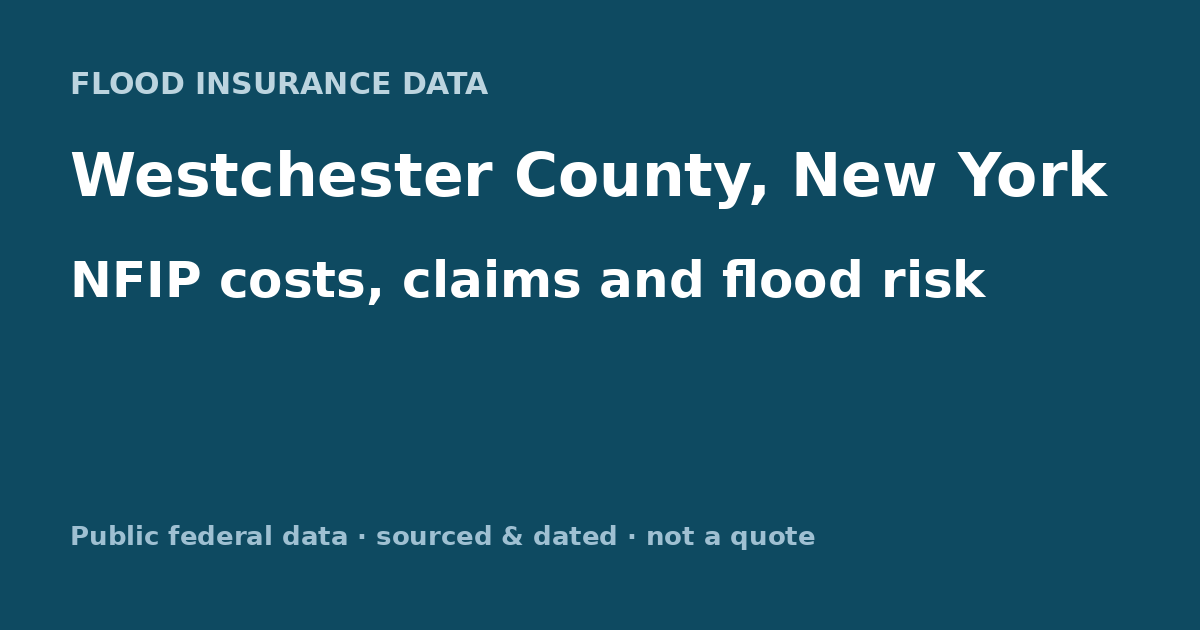 FLOOD INSURANCE DATA
Westchester County, New York
NFIP costs, claims and flood risk
Public federal data · sourced & dated · not a quote